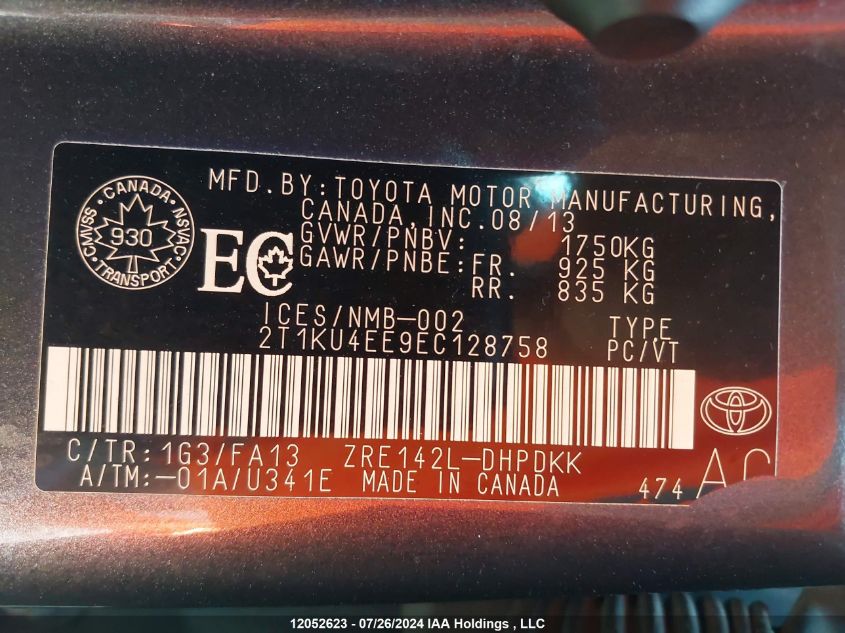 MFD.BY:TOYOTA MOTOR MANUFACTURING,
CANADA,INC.08/13
GVWR/PNBV: 1750KG
GAWR/PNBE:FR. 925 KG
RR. 835 KG
CANADA
930
TRANSPORT
CMVSS
NSVAC
EC
ICES/NMB-002
TYPE
2T1KU4EE9EC128758
PC/VT
C/TR:1G3/FA13 ZRE142L-DHPDKK
A/TM:-01A/U341E MADE IN CANADA 474
12052623 - 07/26/2024 IAA Holdings , LLC